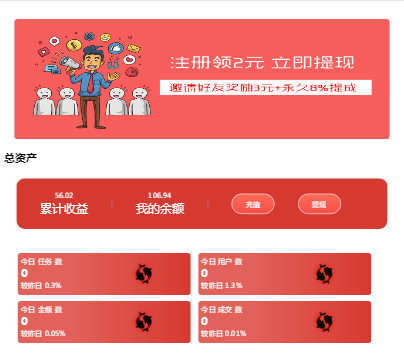 注册领2元 立即提现
邀请好友奖励3元+永久8%提成
总资产
56.02
累计收益
106.94
我的余额
充值
提现
今日 任务 数
0
较昨日 0.3%
今日 用户 数
0
较昨日 1.3%
今日 金额 数
0
较昨日 0.05%
今日 成交 数
0
较昨日 0.01%